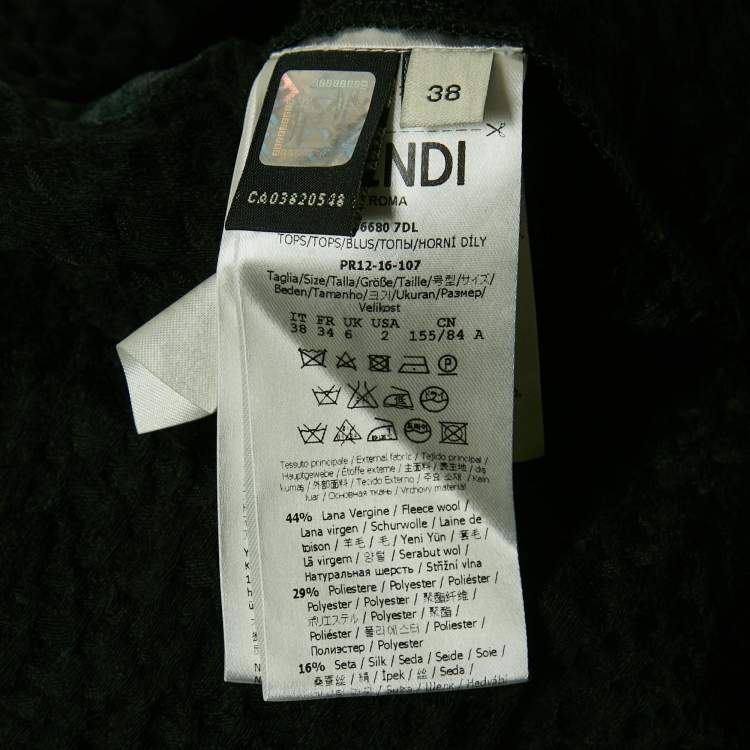 38
CA03820548
ENDI
ROMA
6680 7DL
TOPS/TOPS/BLUS/ТОПЫ/HORNÍ DÍLY
PR12-16-107
Taglia/Size/Talla/Größe/Taille/号型/サイズ/
Beden/Tamanho/크기/Ukuran/Размер/
Velikost
IT FR UK USA CN
38 34 6 2 155/84 A
Tessuto principale / External fabric / Tejido principal /
Hauptgewebe / Étoffe externe / 主面料 / 表生地 / dış
kumaş / 外部面料 / Tecido Externo / 주요 소재 / Kain
luar / Основная ткань / Vrchový materiál
44% Lana Vergine / Fleece wool /
Lana virgen / Schurwolle / Laine de
toison / 羊毛 / 毛 / Yeni Yün / 羊毛 /
Lã virgem / 양털 / Serabut wol /
Натуральная шерсть / Střižní vlna
29% Poliestere / Polyester / Poliéster /
Polyester / Polyester / 聚酯纤维 /
ポリエステル / Polyester / 聚酯 /
Poliéster / 폴리에스터 / Poliester /
Полиэстер / Polyester
16% Seta / Silk / Seda / Seide / Soie /
桑蚕丝 / 絹 / İpek / 丝 / Seda /